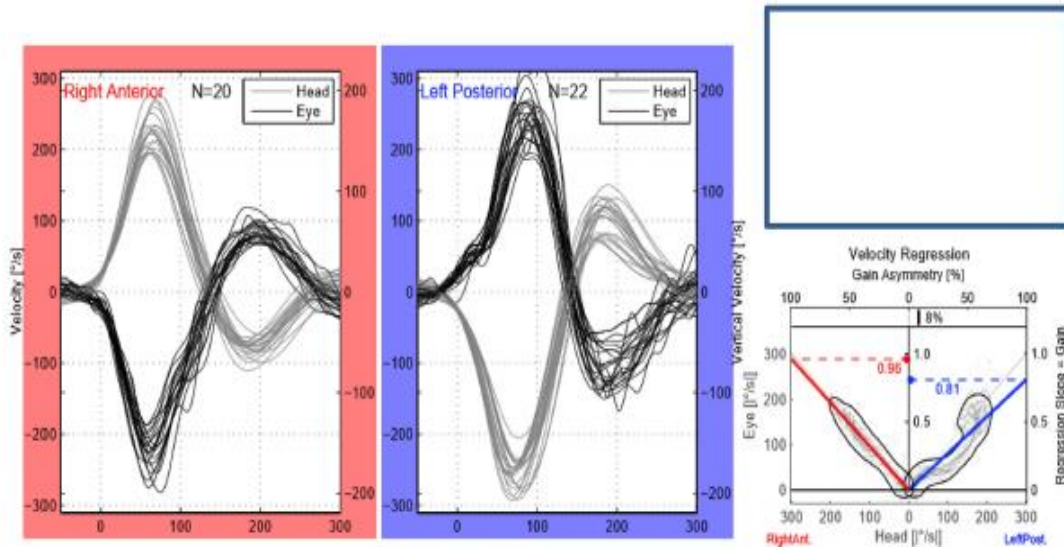 Right Anterior N=20
Head
Eye
Velocity [°/s]
300
200
100
0
-100
-200
-300
0 100 200 300
200
100
0
-100
-200
Left Posterior N=22
Head
Eye
Vertical Velocity [°/s]
300
200
100
0
-100
-200
-300
0 100 200 300
200
100
0
-100
-200
Velocity Regression
Gain Asymmetry [%]
100 50 0 50 100
8%
Eye [|°/s|]
300
200
100
0
1.0
0.5
0.96
0.81
1.0
0.5
0.0
Regression Slope = Gain
300 200 100 0 100 200 300
RightAnt. Head [|°/s|] LeftPost.